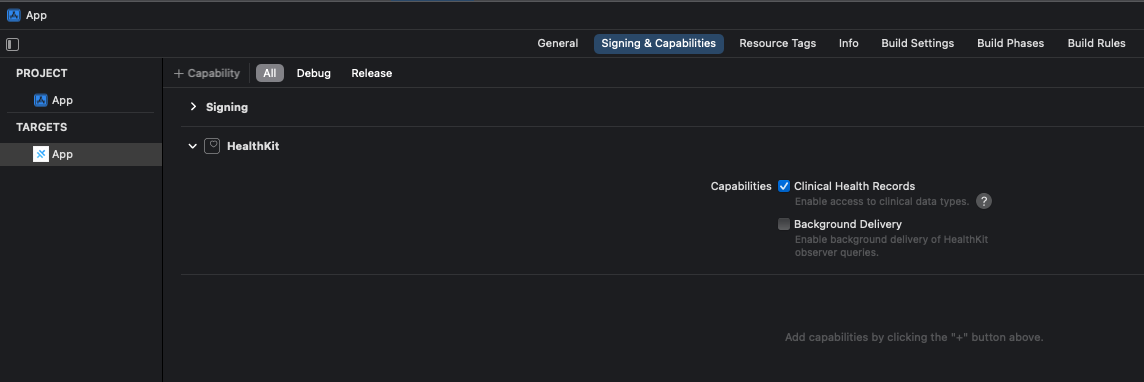 App
General
Signing & Capabilities
Resource Tags
Info
Build Settings
Build Phases
Build Rules
PROJECT
App
TARGETS
App
+ Capability
All
Debug
Release
Signing
HealthKit
Capabilities
Clinical Health Records
Enable access to clinical data types. ?
Background Delivery
Enable background delivery of HealthKit
observer queries.
Add capabilities by clicking the "+" button above.